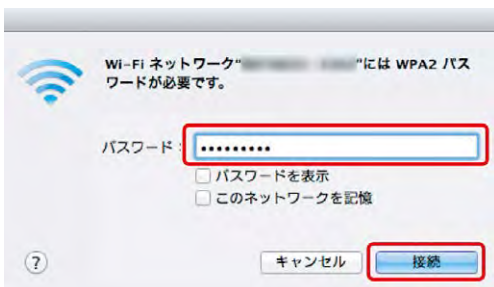 Wi-Fi ネットワーク“ ”には WPA2 パス
ワードが必要です。
パスワード：
•••••••••
パスワードを表示
このネットワークを記憶
?
キャンセル
接続